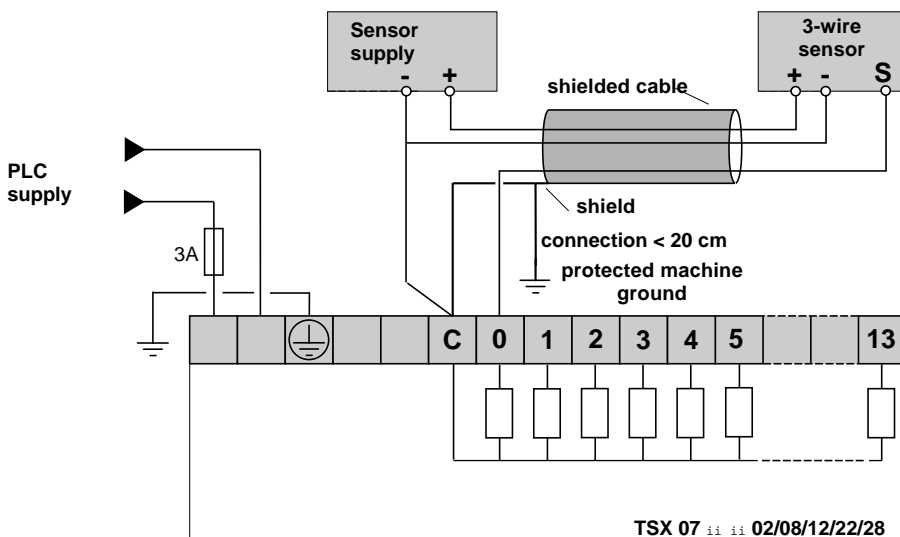 Sensor
supply
- +
3-wire
sensor
+ - S
shielded cable
PLC
supply
shield
connection < 20 cm
3A
protected machine
ground
C 0 1 2 3 4 5 13
TSX 07 ii ii 02/08/12/22/28